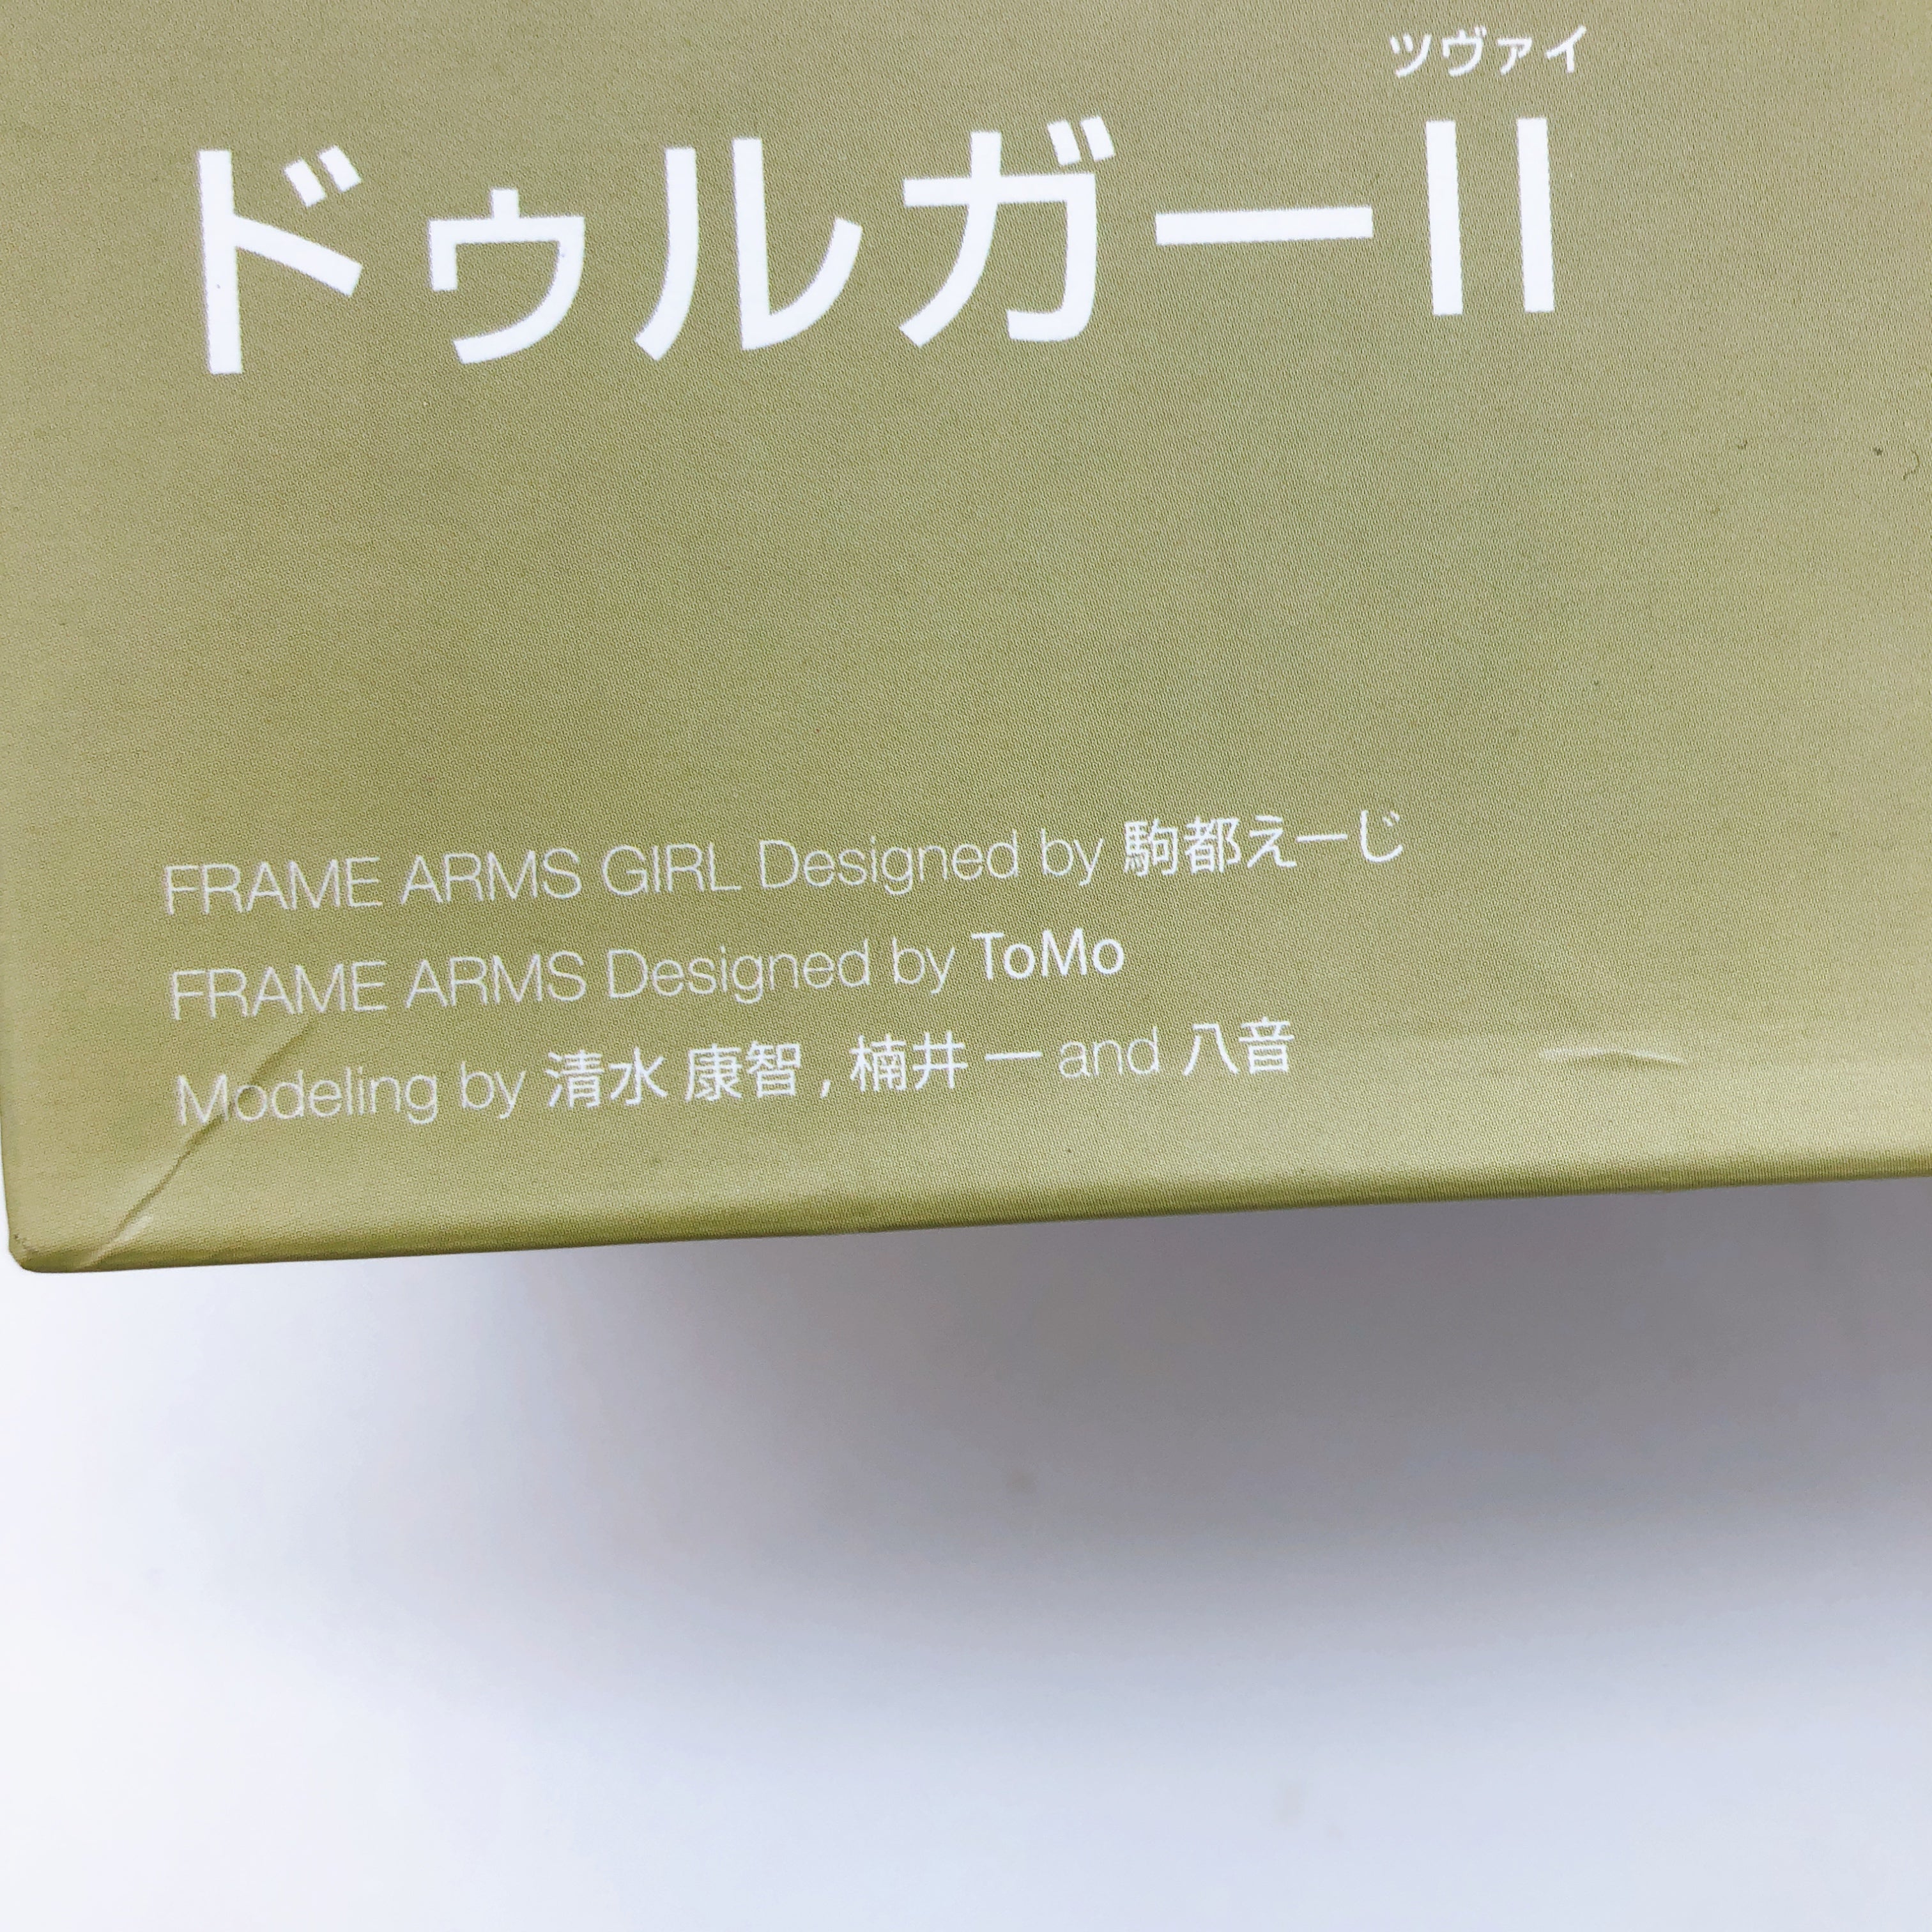 ツヴァイ
ドゥルガーII
FRAME ARMS GIRL Designed by 駒都えーじ
FRAME ARMS Designed by ToMo
Modeling by 清水 康智 , 楠井 一 and 八音